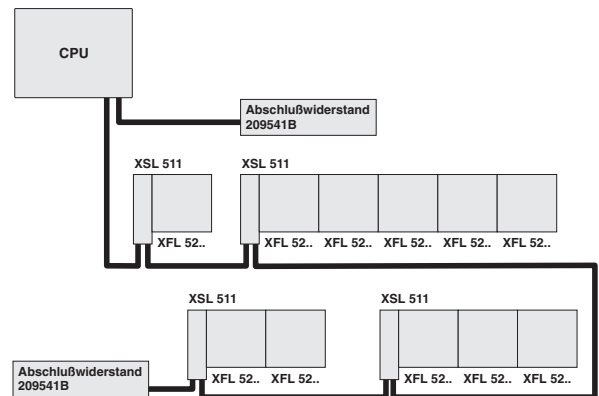 CPU
Abschlußwiderstand
209541B
XSL 511
XSL 511
XFL 52.. XFL 52.. XFL 52.. XFL 52.. XFL 52.. XFL 52..
XSL 511
XSL 511
Abschlußwiderstand
209541B
XFL 52.. XFL 52.. XFL 52.. XFL 52.. XFL 52..